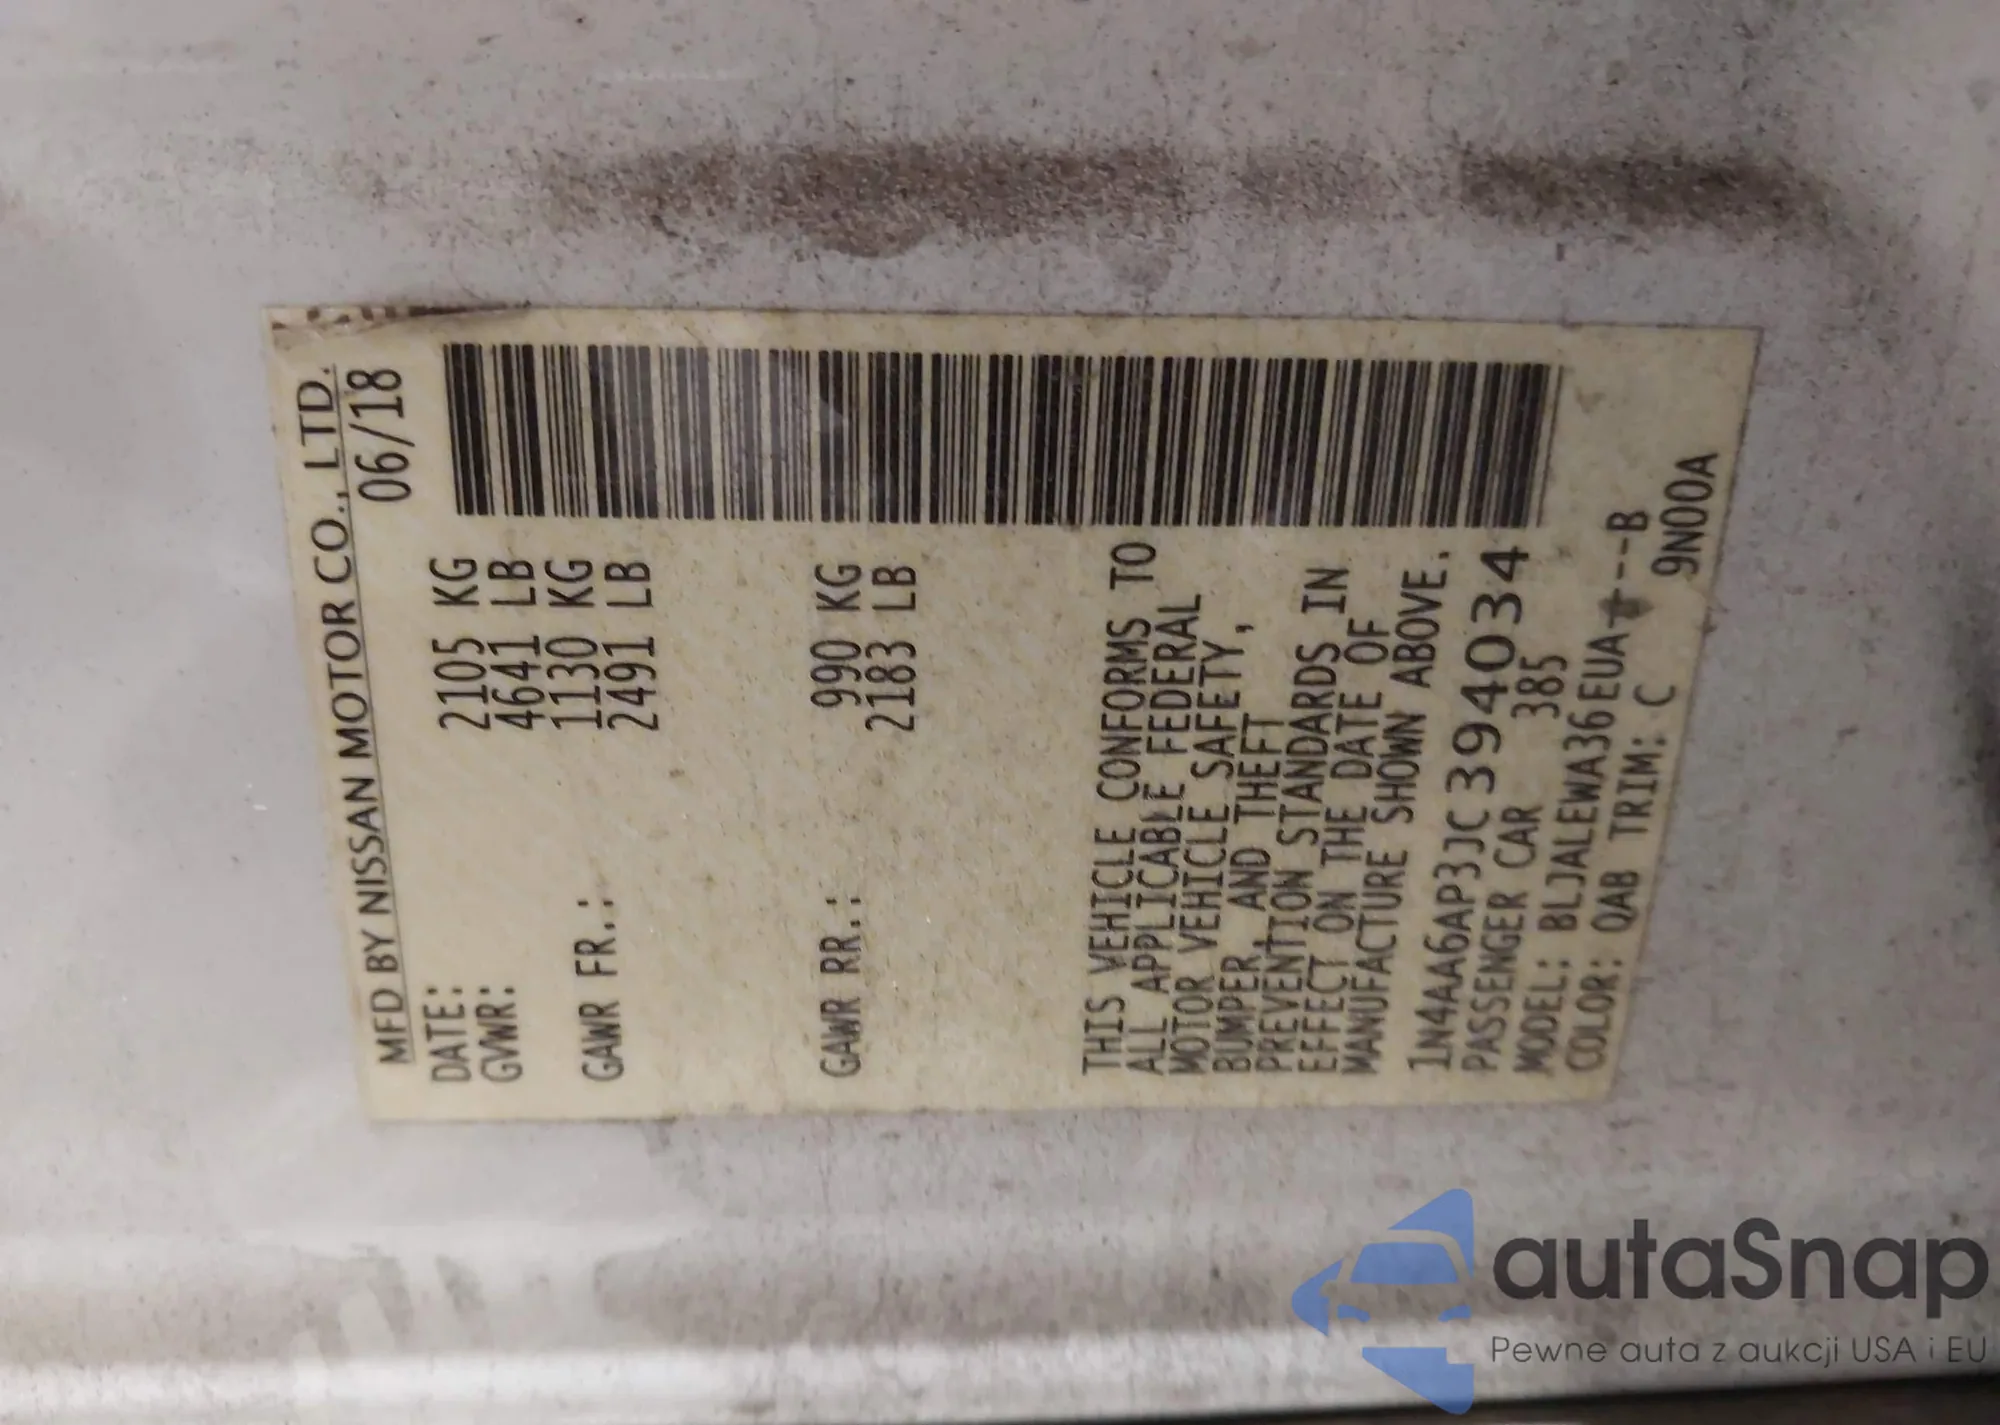 MFD BY NISSAN MOTOR CO., LTD.
DATE: 06/18
GVWR: 2105 KG
4641 LB
GAWR FR.: 1130 KG
2491 LB
GAWR RR.: 990 KG
2183 LB
THIS VEHICLE CONFORMS TO
ALL APPLICABLE FEDERAL
MOTOR VEHICLE SAFETY,
BUMPER, AND THEFT
PREVENTION STANDARDS IN
EFFECT ON THE DATE OF
MANUFACTURE SHOWN ABOVE.
1N4AA6AP3JC394034
PASSENGER CAR 385
MODEL: BLJALEWA36EUA---B
COLOR: QAB TRIM: C 9N00A
autaSnap
Pewne auta z aukcji USA i EU